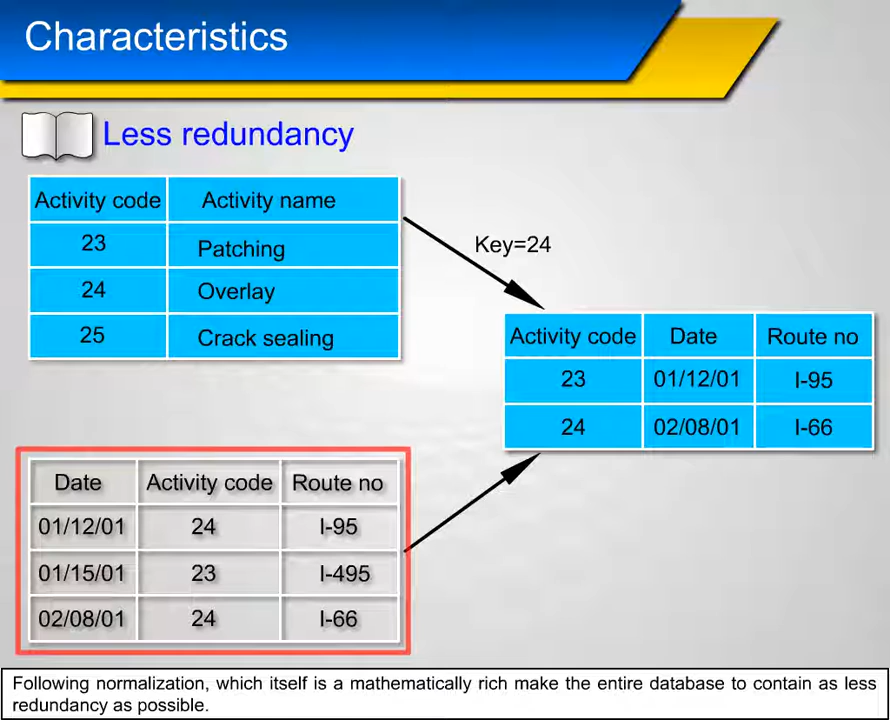 Characteristics
Less redundancy
Activity code Activity name
23 Patching
24 Overlay
25 Crack sealing
Key=24
Activity code Date Route no
23 01/12/01 I-95
24 02/08/01 I-66
Date Activity code Route no
01/12/01 24 I-95
01/15/01 23 I-495
02/08/01 24 I-66
Following normalization, which itself is a mathematically rich make the entire database to contain as less
redundancy as possible.